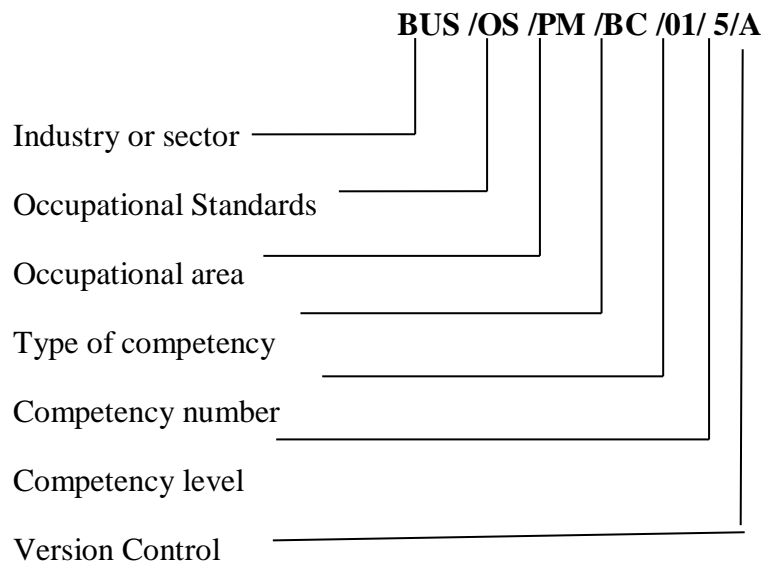 BUS /OS /PM /BC /01/ 5/A
Industry or sector
Occupational Standards
Occupational area
Type of competency
Competency number
Competency level
Version Control